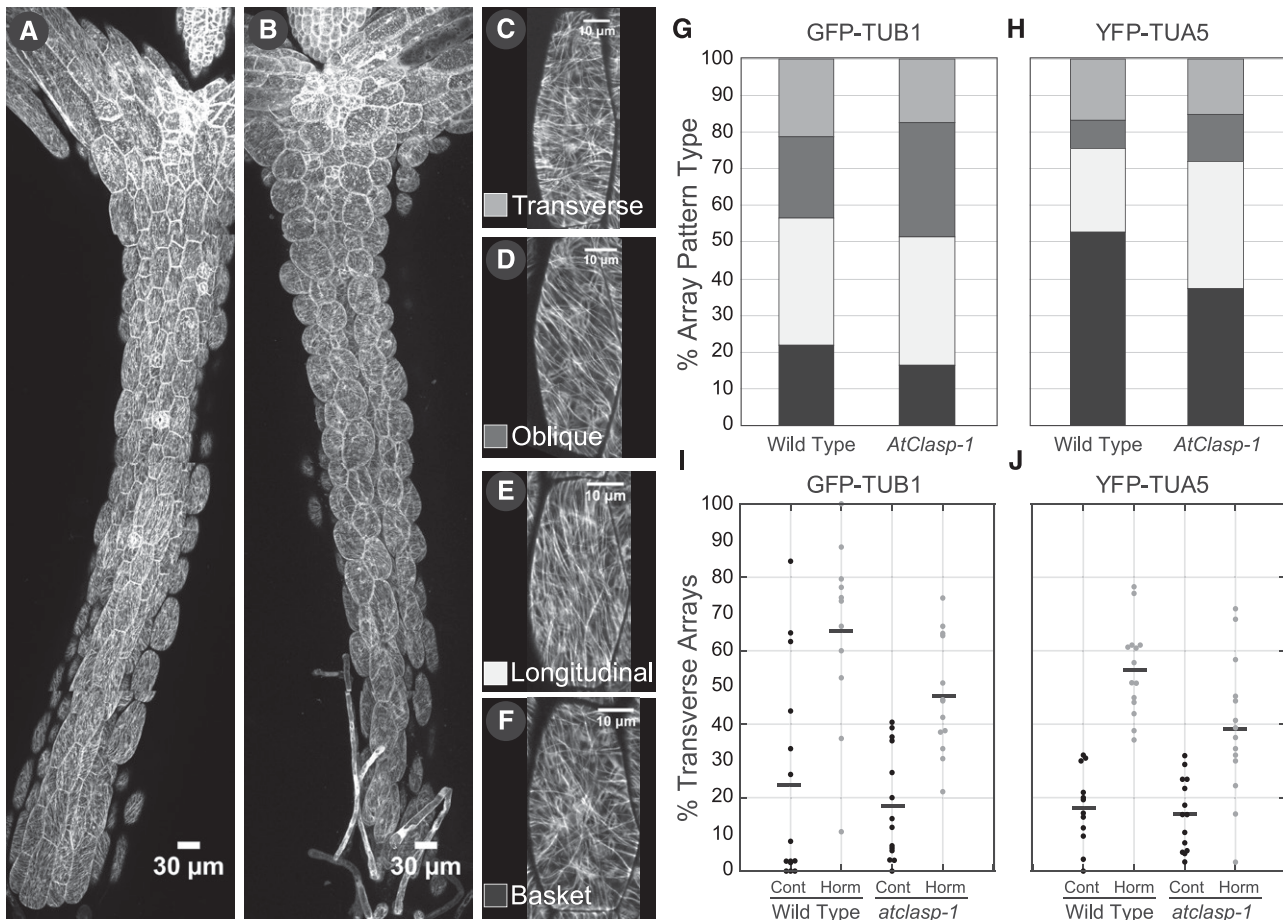 A
30 µm
B
30 µm
C
10 µm
Transverse
D
10 µm
Oblique
E
10 µm
Longitudinal
F
10 µm
Basket
G
GFP-TUB1
% Array Pattern Type
100
90
80
70
60
50
40
30
20
10
0
Wild Type
AtClasp-1
H
YFP-TUA5
Wild Type
AtClasp-1
I
GFP-TUB1
% Transverse Arrays
100
90
80
70
60
50
40
30
20
10
0
Cont Horm Cont Horm
Wild Type atclasp-1
J
YFP-TUA5
Cont Horm Cont Horm
Wild Type atclasp-1